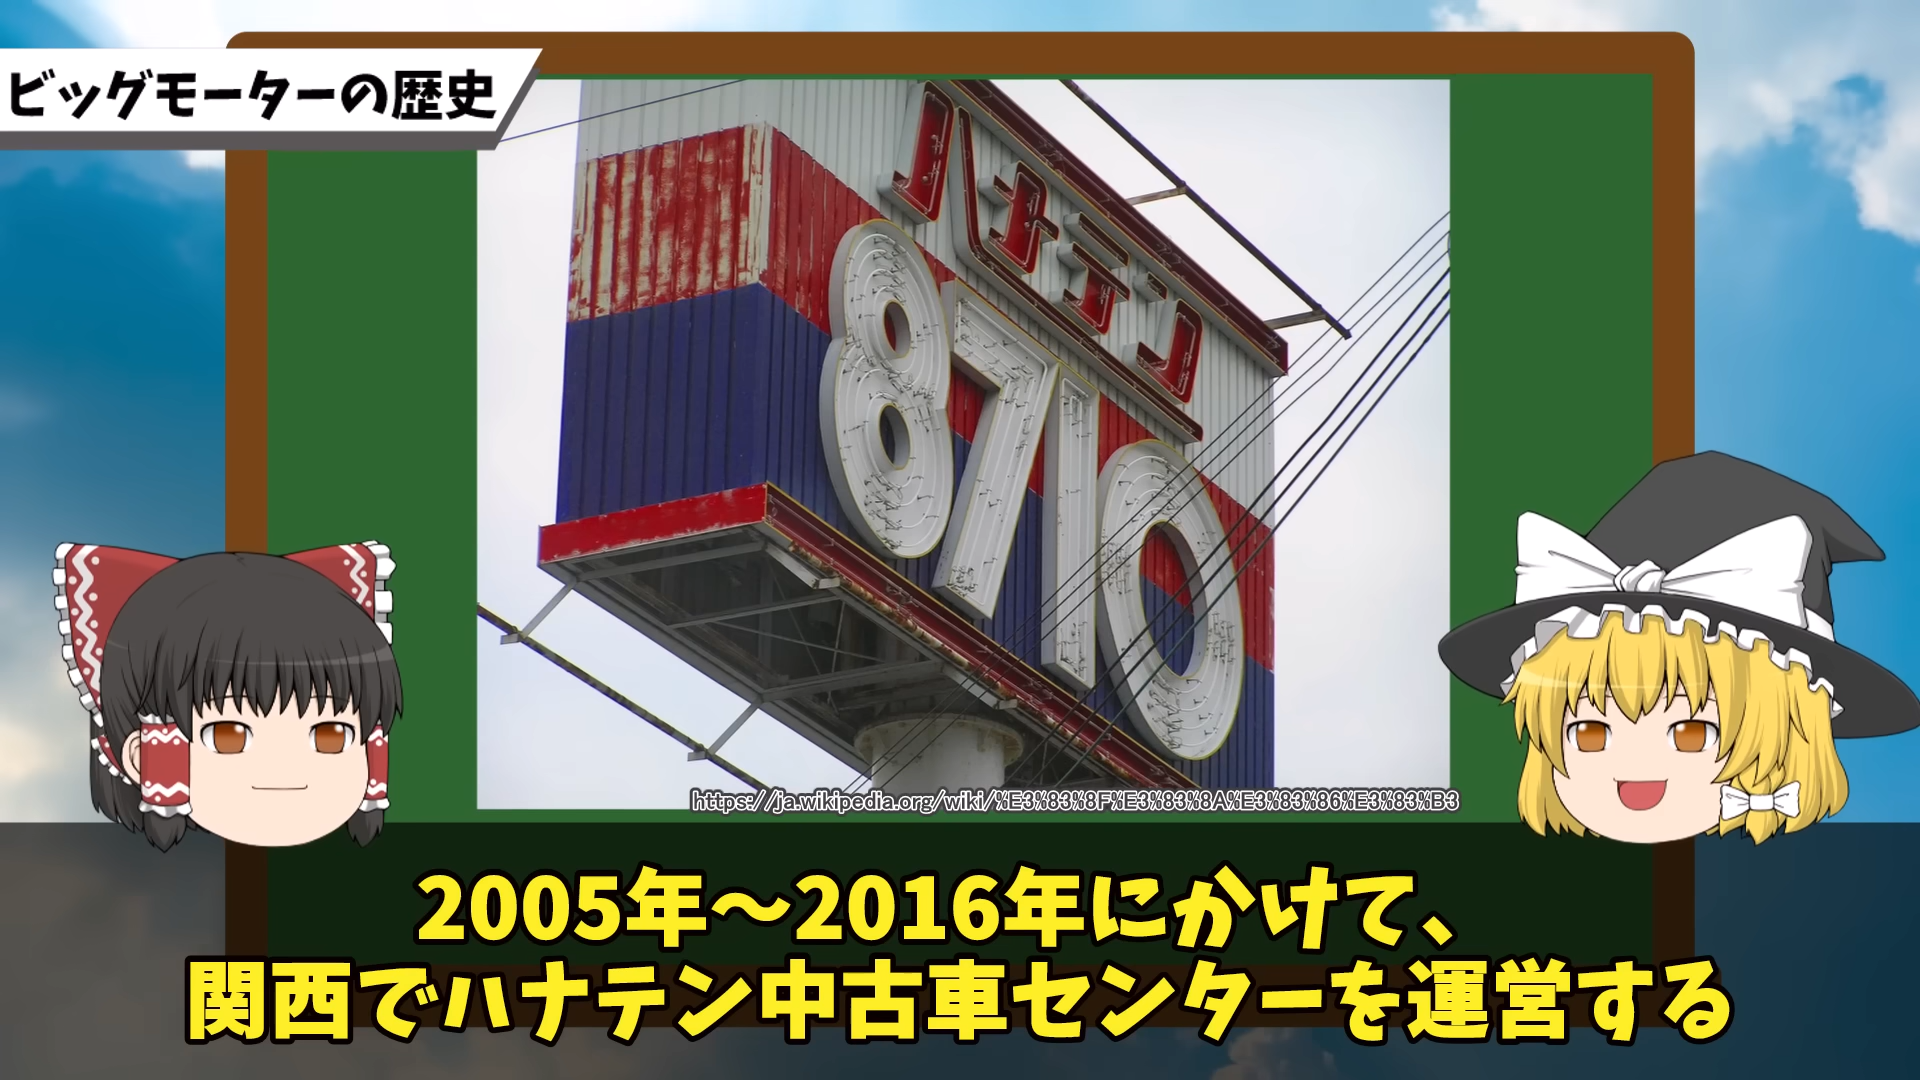 ビッグモーターの歴史
ハナテン
8710
https://ja.wikipedia.org/wiki/%E3%83%8F%E3%83%8A%E3%83%86%E3%83%B3
2005年～2016年にかけて、
関西でハナテン中古車センターを運営する